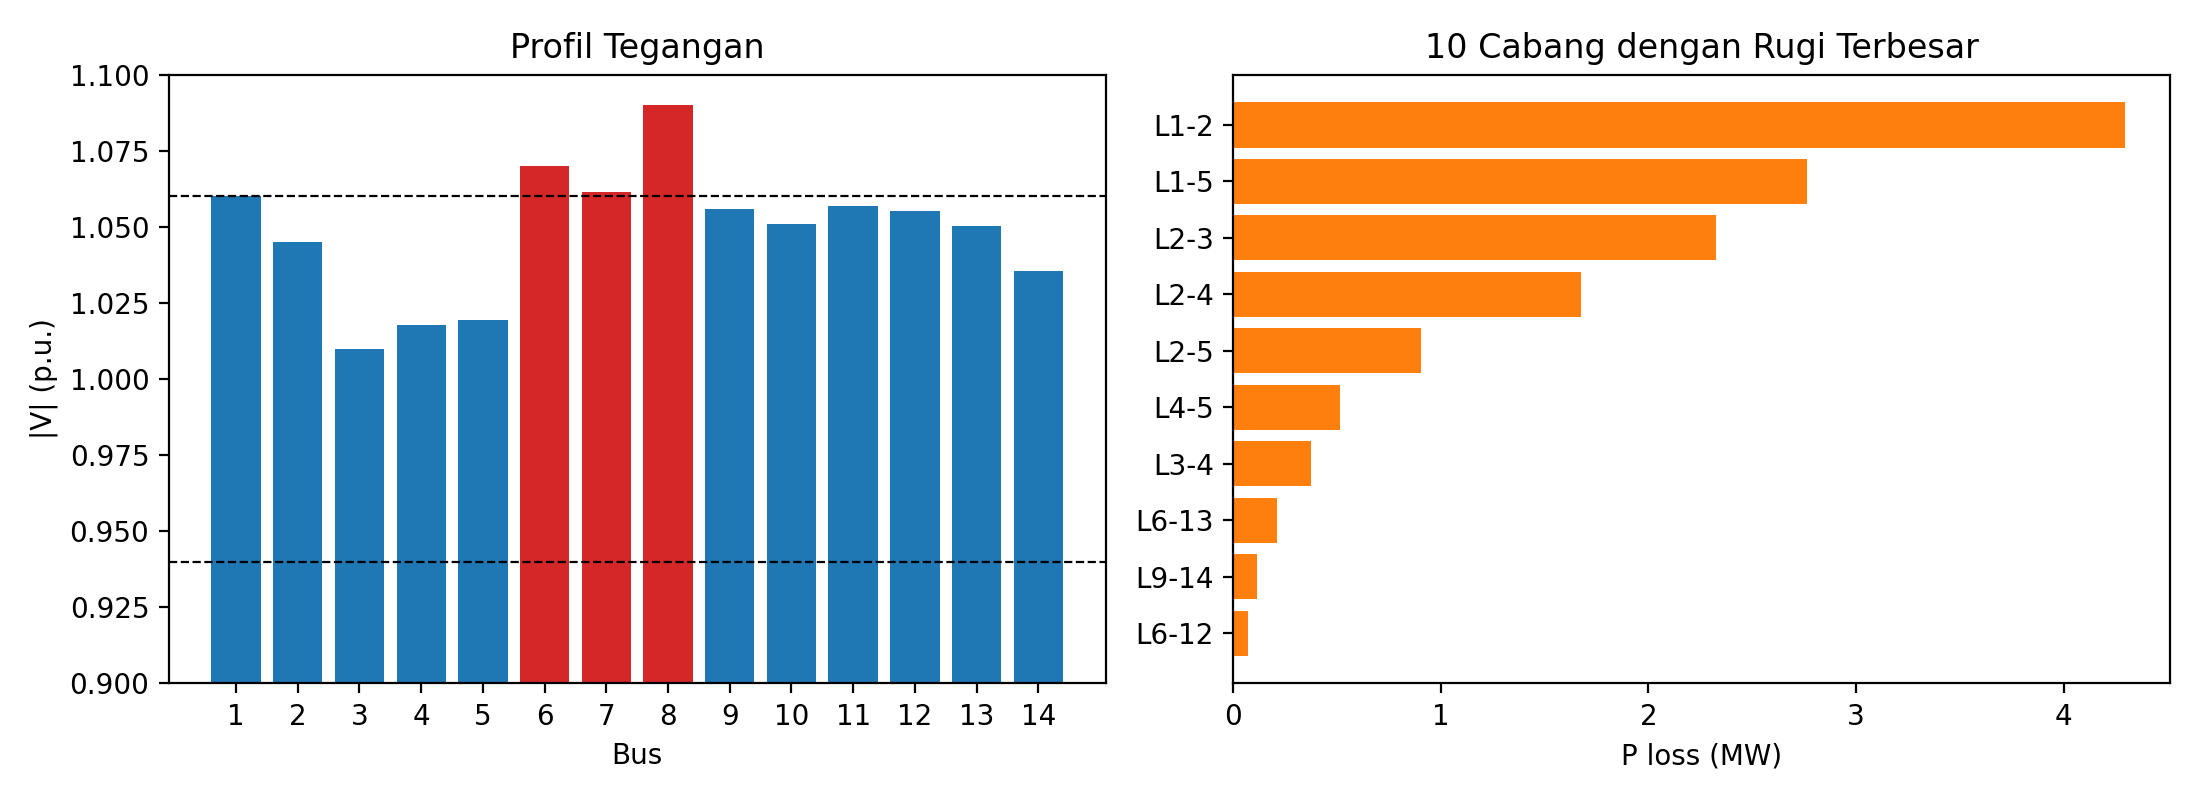 Profil Tegangan
1.100
1.075
1.050
1.025
1.000
0.975
0.950
0.925
0.900
|V| (p.u.)
1 2 3 4 5 6 7 8 9 10 11 12 13 14
Bus
10 Cabang dengan Rugi Terbesar
L1-2
L1-5
L2-3
L2-4
L2-5
L4-5
L3-4
L6-13
L9-14
L6-12
0 1 2 3 4
P loss (MW)